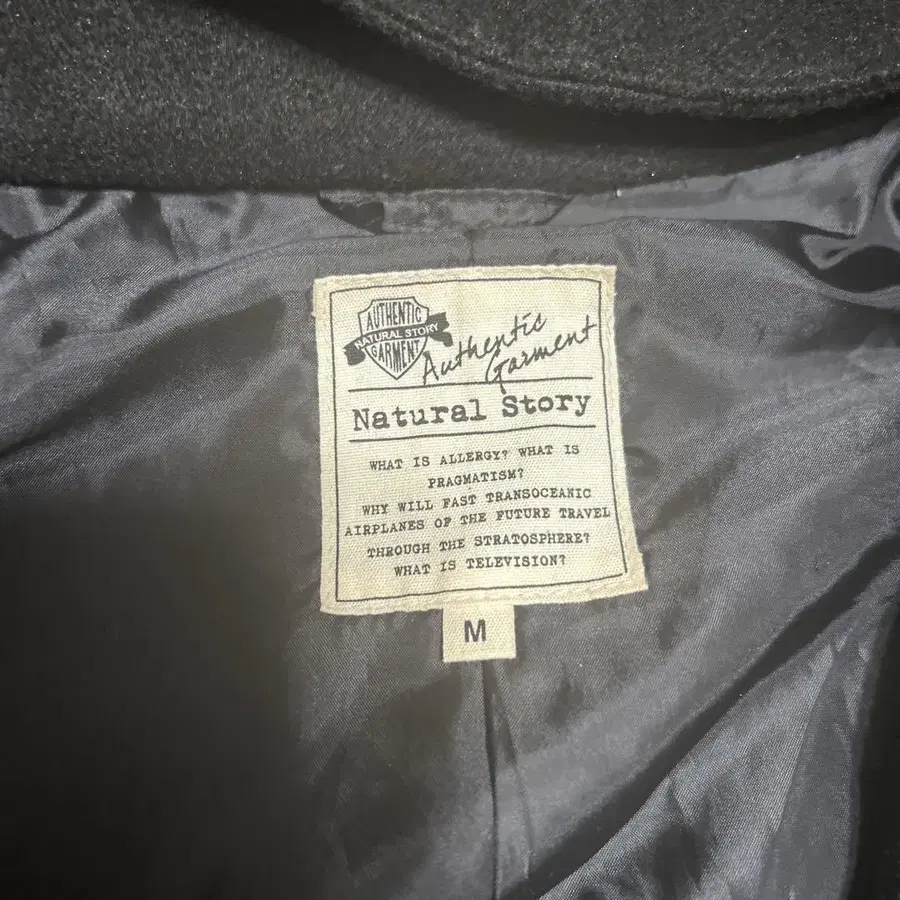 AUTHENTIC
NATURAL STORY
GARMENT
Authentic
Garment
Natural Story
WHAT IS ALLERGY? WHAT IS
PRAGMATISM?
WHY WILL FAST TRANSOCEANIC
AIRPLANES OF THE FUTURE TRAVEL
THROUGH THE STRATOSPHERE?
WHAT IS TELEVISION?
M